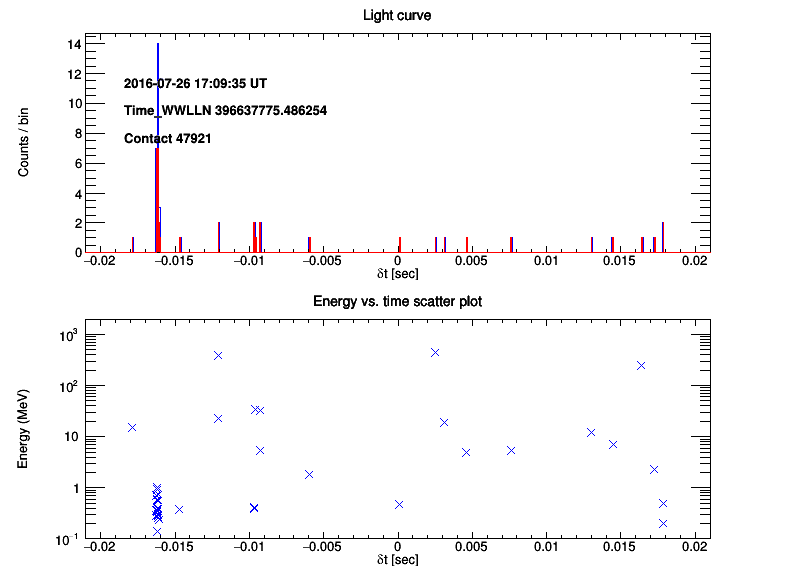 Light curve
Counts / bin
14
12
10
8
6
4
2
0
2016-07-26 17:09:35 UT
Time_WWLLN 396637775.486254
Contact 47921
−0.02 −0.015 −0.01 −0.005 0 0.005 0.01 0.015 0.02
δt [sec]
Energy vs. time scatter plot
Energy (MeV)
10³
10²
10
1
10⁻¹
−0.02 −0.015 −0.01 −0.005 0 0.005 0.01 0.015 0.02
δt [sec]